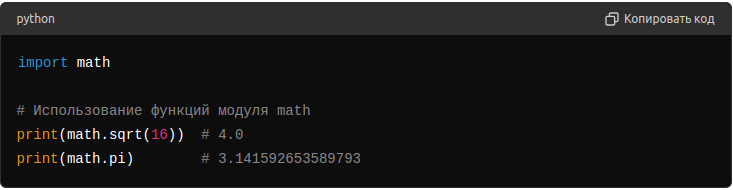 python
Копировать код
import math
# Использование функций модуля math
print(math.sqrt(16))  # 4.0
print(math.pi)        # 3.141592653589793